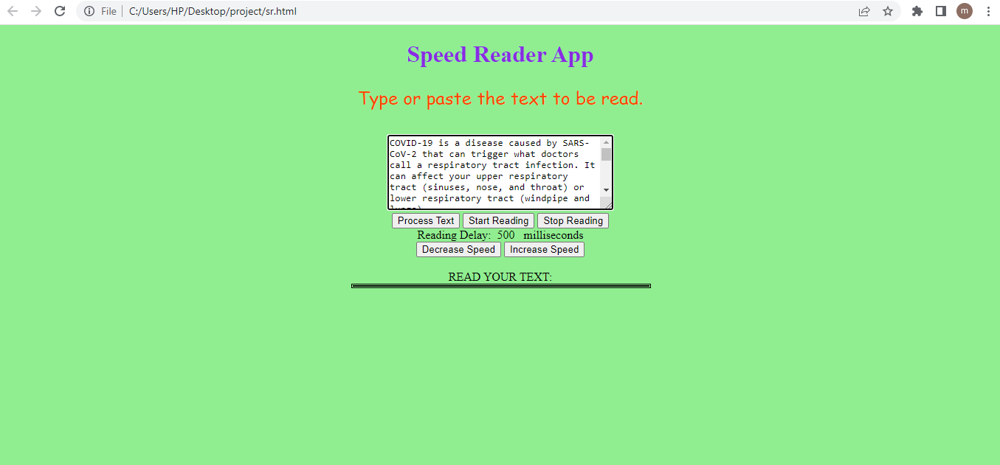 File C:/Users/HP/Desktop/project/sr.html
m
Speed Reader App
Type or paste the text to be read.
COVID-19 is a disease caused by SARS-
CoV-2 that can trigger what doctors
call a respiratory tract infection. It
can affect your upper respiratory
tract (sinuses, nose, and throat) or
lower respiratory tract (windpipe and
Process Text Start Reading Stop Reading
Reading Delay: 500 milliseconds
Decrease Speed Increase Speed
READ YOUR TEXT: